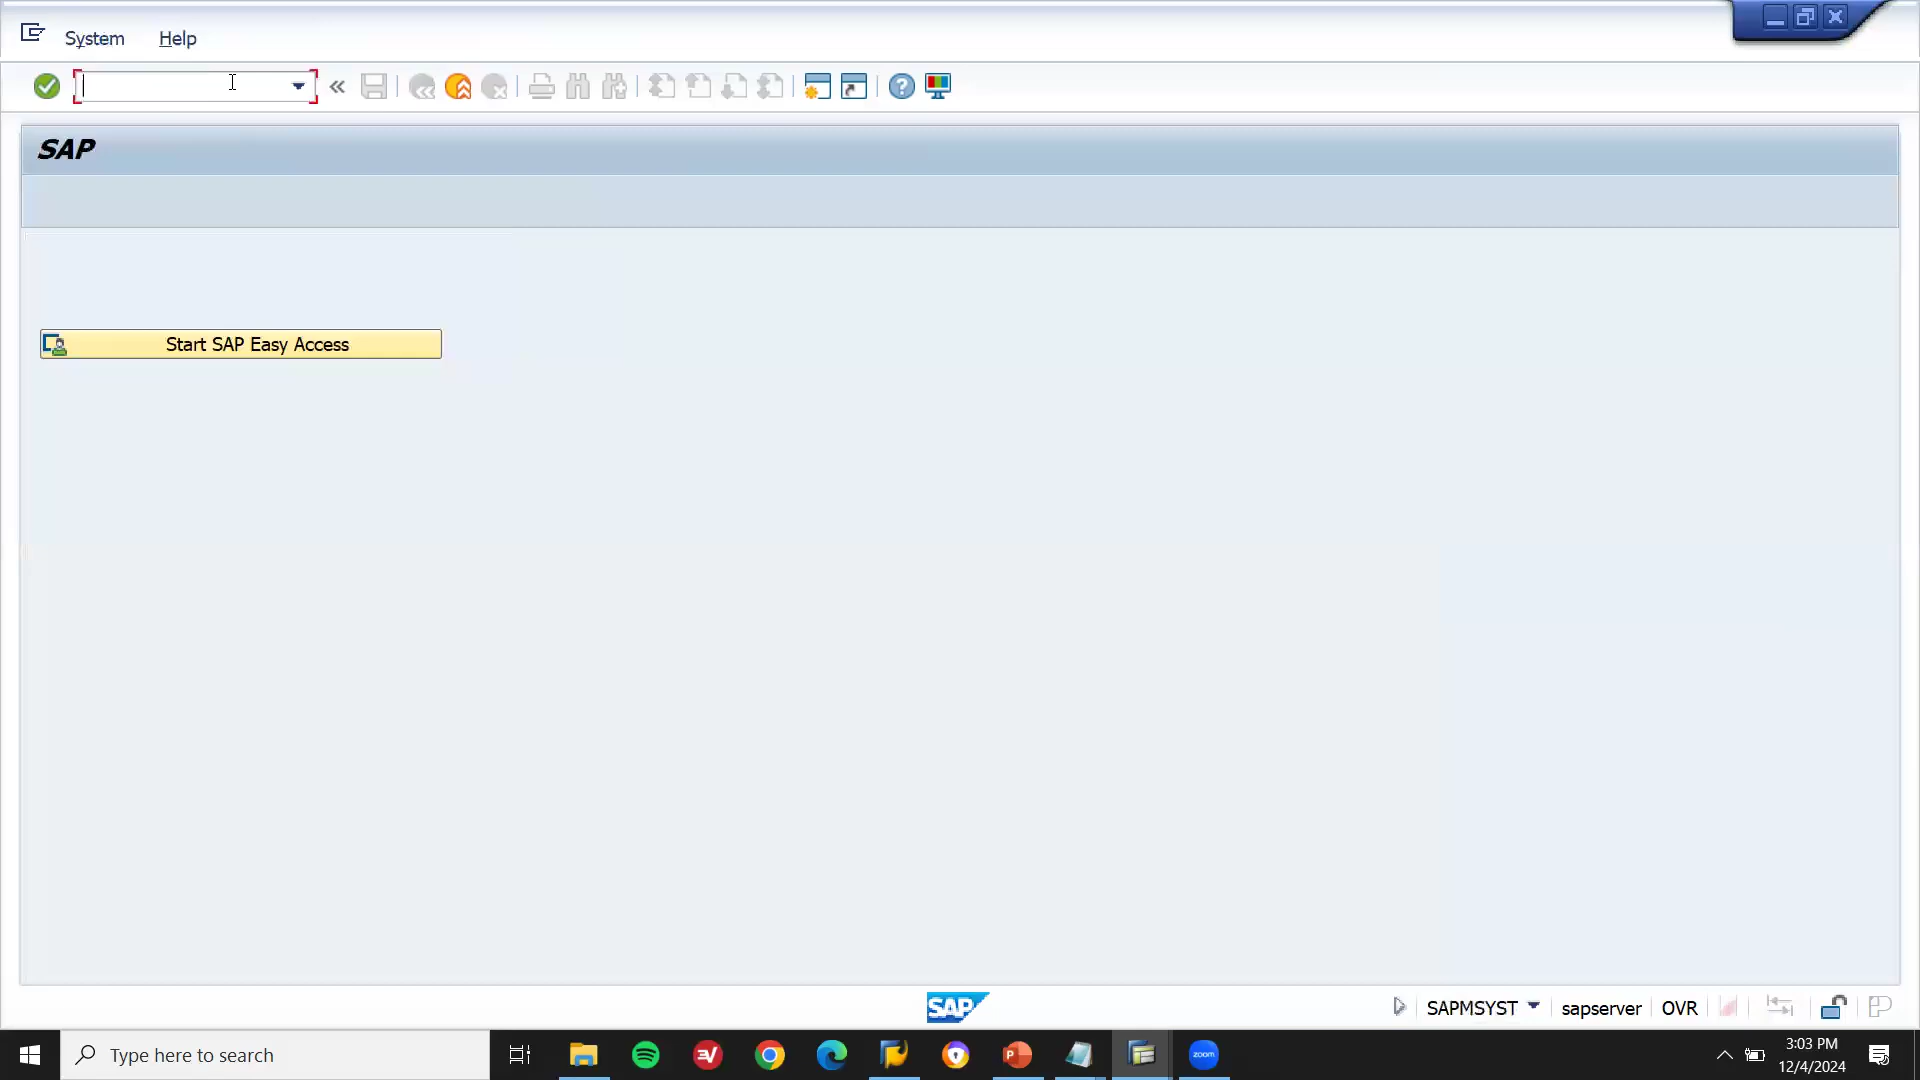 System Help
SAP
Start SAP Easy Access
SAP
SAPMSYST sapserver OVR
Type here to search
zoom
3:03 PM
12/4/2024